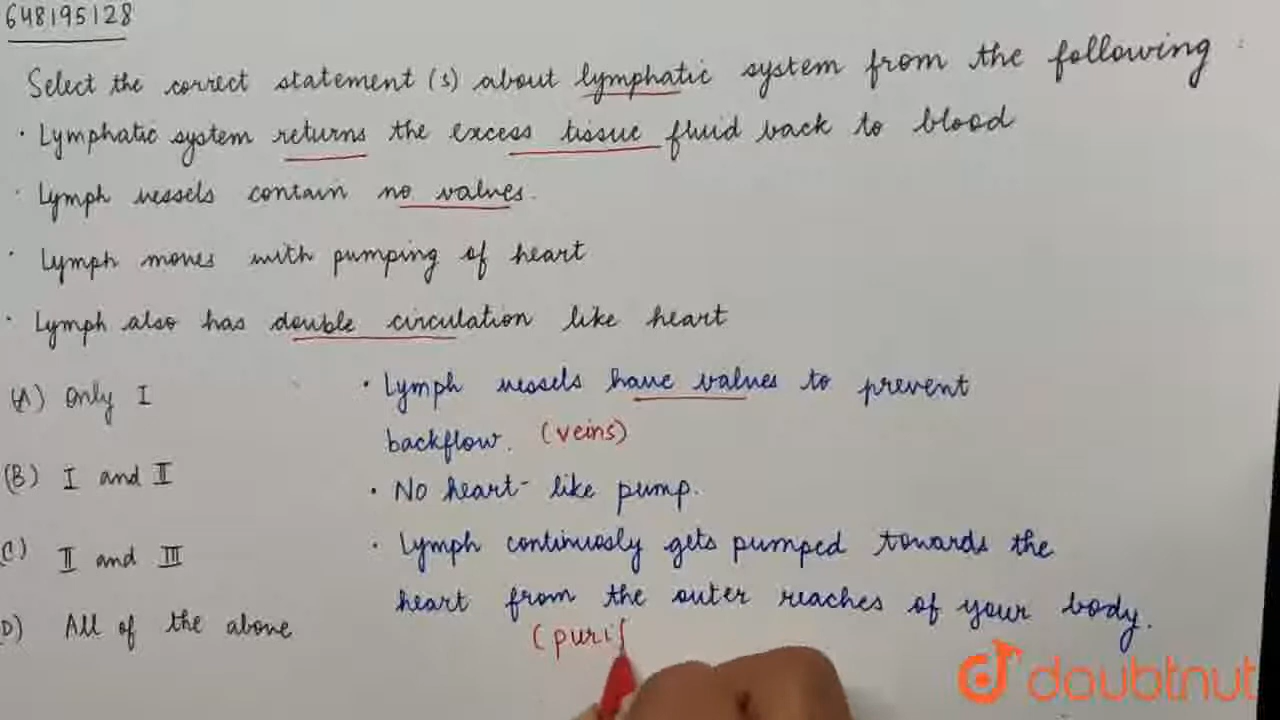 648195128
Select the correct statement (s) about lymphatic system from the following :
· Lymphatic system returns the excess tissue fluid back to blood
· Lymph vessels contain no valves.
· Lymph moves with pumping of heart
· Lymph also has double circulation like heart
(A) Only I
(B) I and II
(C) II and III
D) All of the above
· Lymph vessels have valves to prevent
backflow. (veins)
· No heart-like pump.
· Lymph continuosly gets pumped towards the
heart from the outer reaches of your body.
(purif
doubtnut